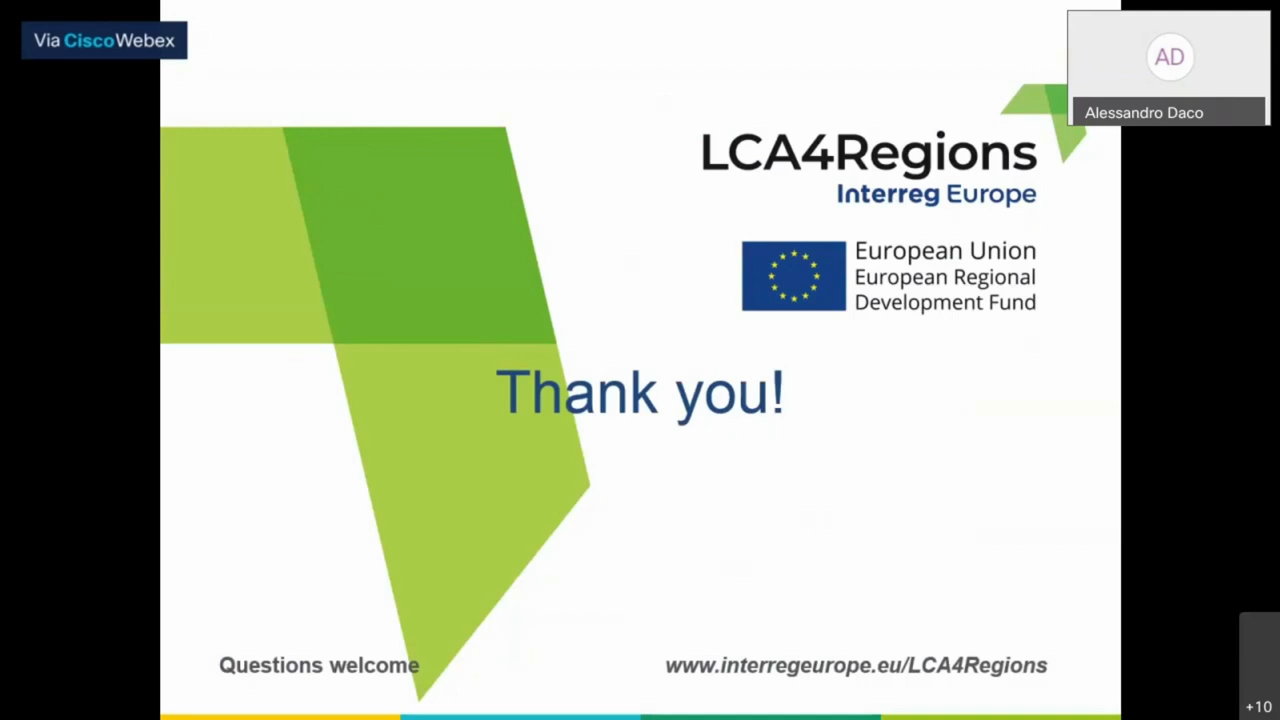 Via CiscoWebex
AD
Alessandro Daco
LCA4Regions
Interreg Europe
European Union
European Regional
Development Fund
Thank you!
Questions welcome
www.interregeurope.eu/LCA4Regions
+10